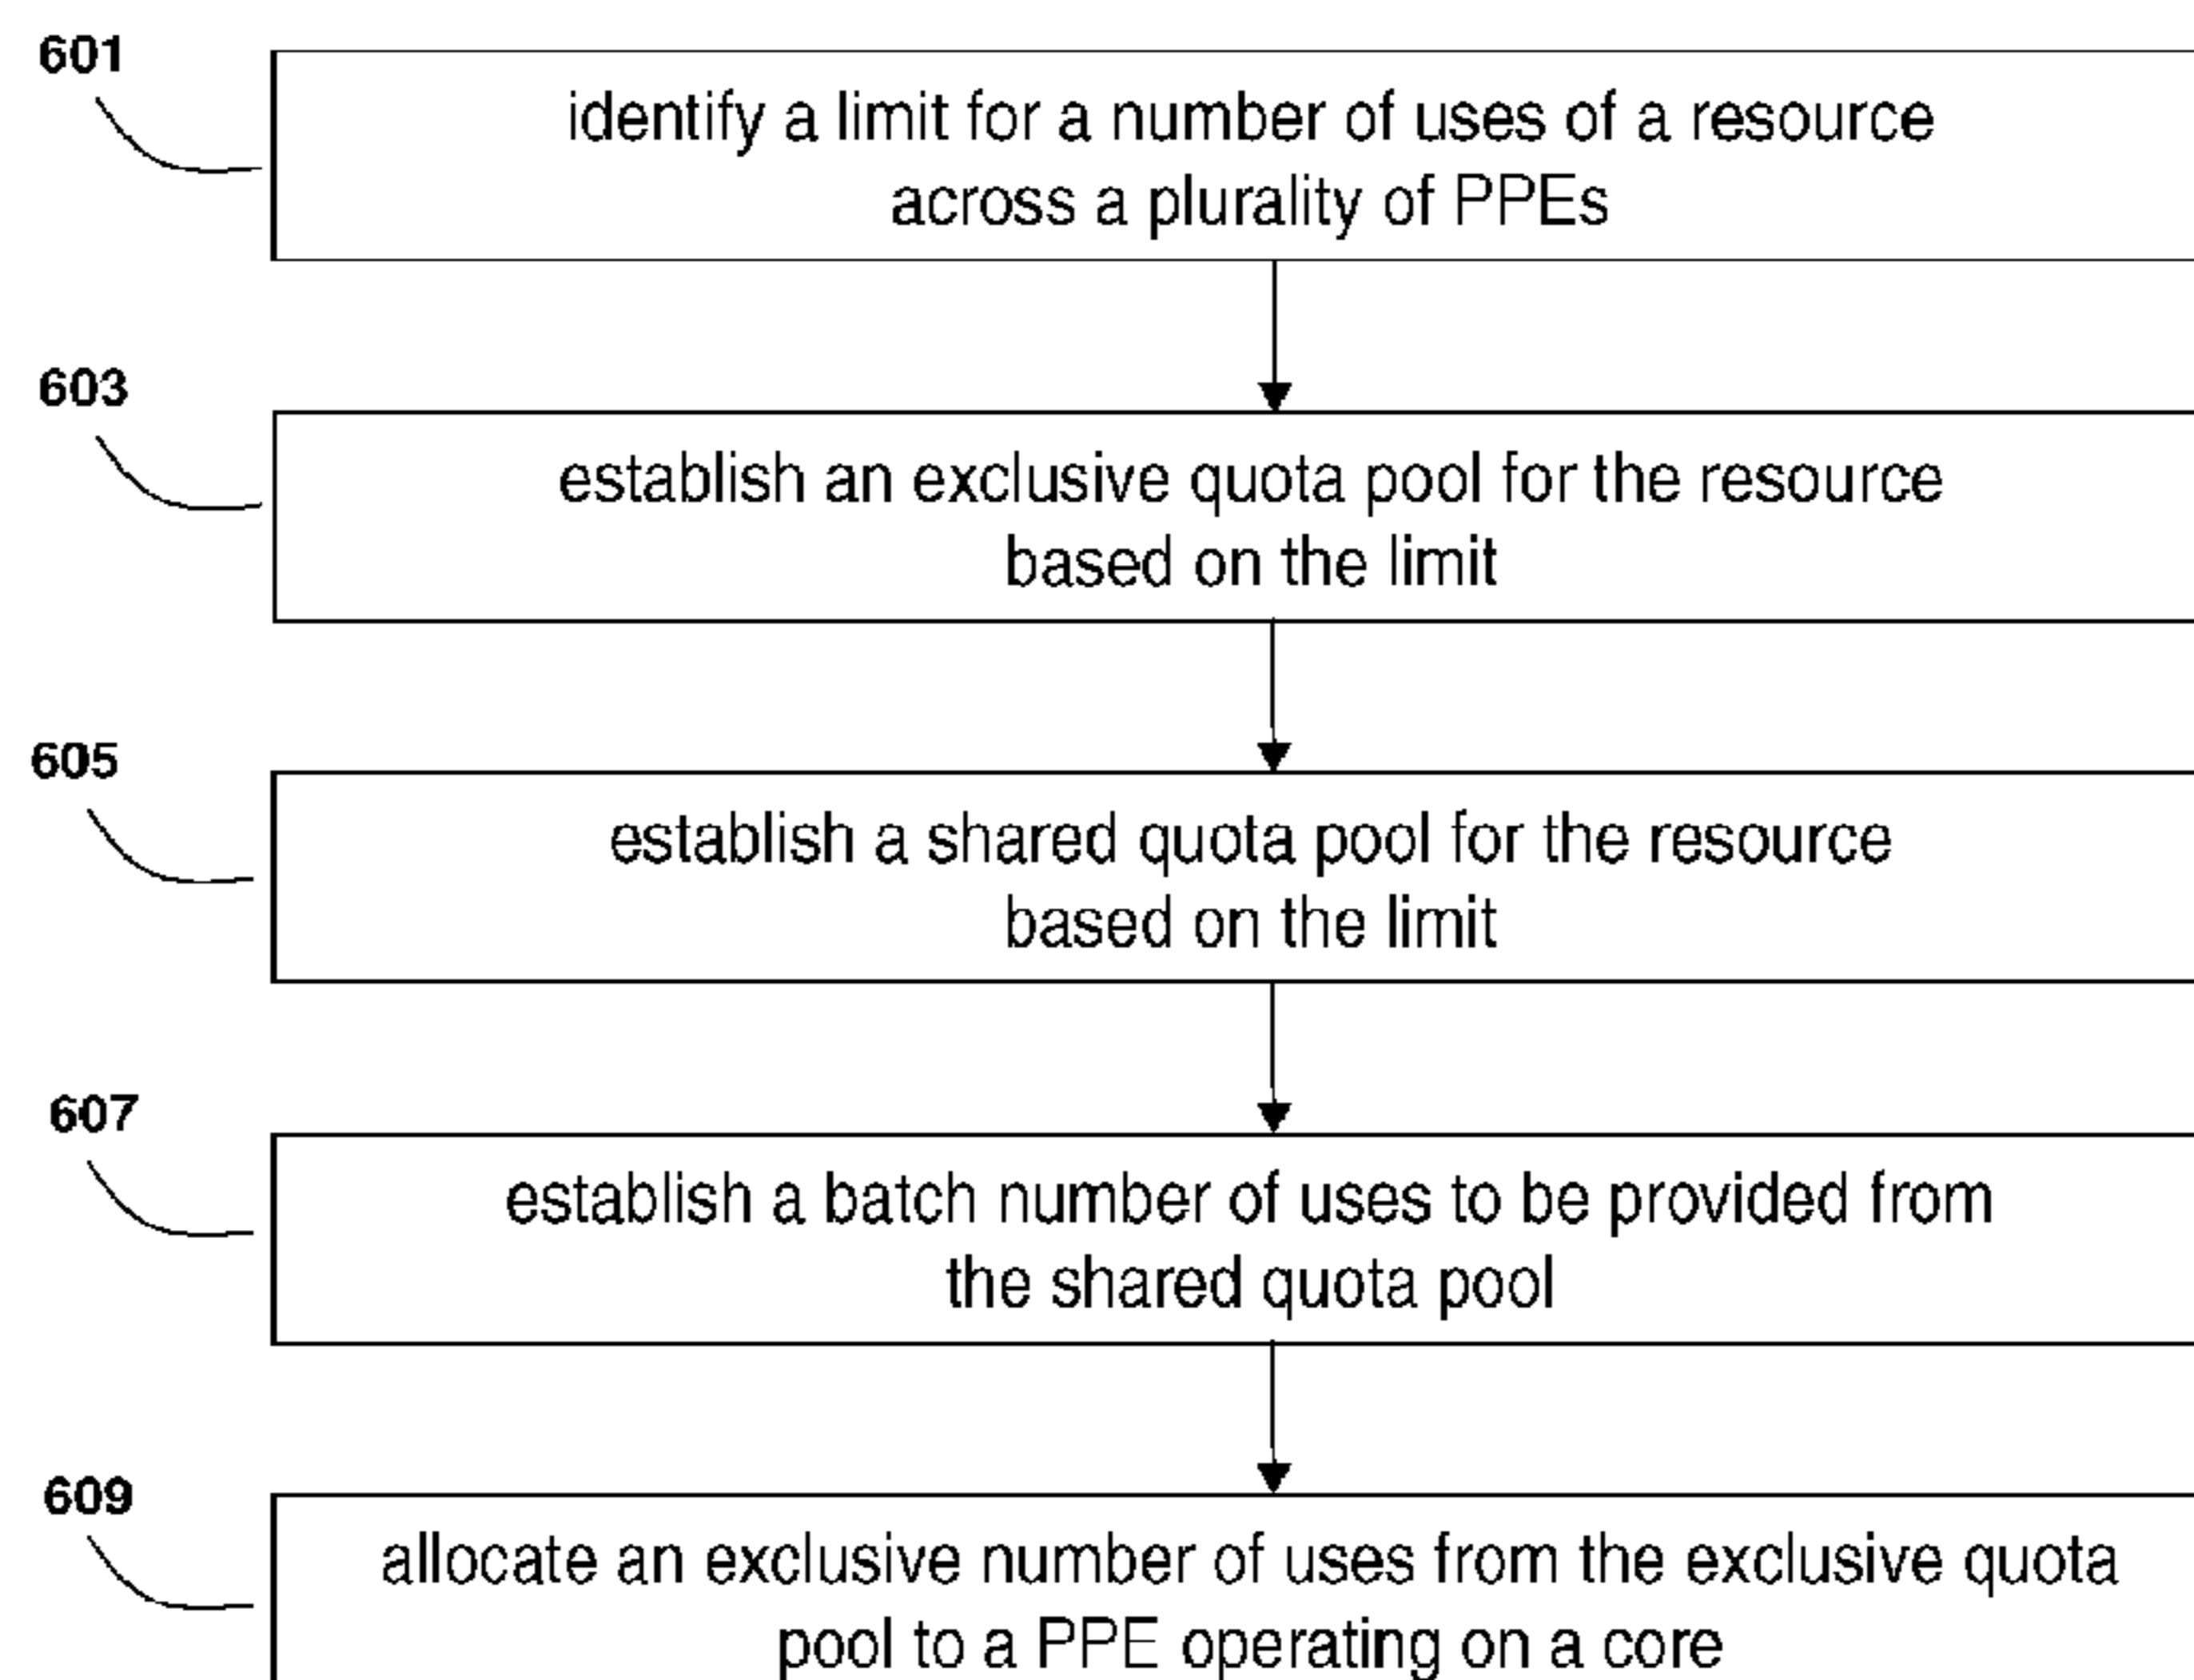 601
identify a limit for a number of uses of a resource
across a plurality of PPEs
603
establish an exclusive quota pool for the resource
based on the limit
605
establish a shared quota pool for the resource
based on the limit
607
establish a batch number of uses to be provided from
the shared quota pool
609
allocate an exclusive number of uses from the exclusive quota
pool to a PPE operating on a core